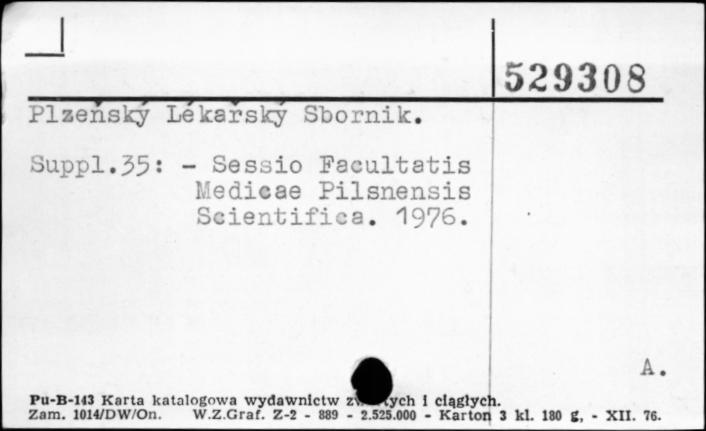 529308
Plzeňský Lékařský Sbornik.
Suppl.35: - Sessio Facultatis
Medicae Pilsnensis
Scientifica. 1976.
A.
Pu-B-143 Karta katalogowa wydawnictw i ciągłych.
Zam. 1014/DW/On. W.Z.Graf. Z-2 - 889 - 2.525.000 - Karton 3 kl. 180 g, - XII. 76.